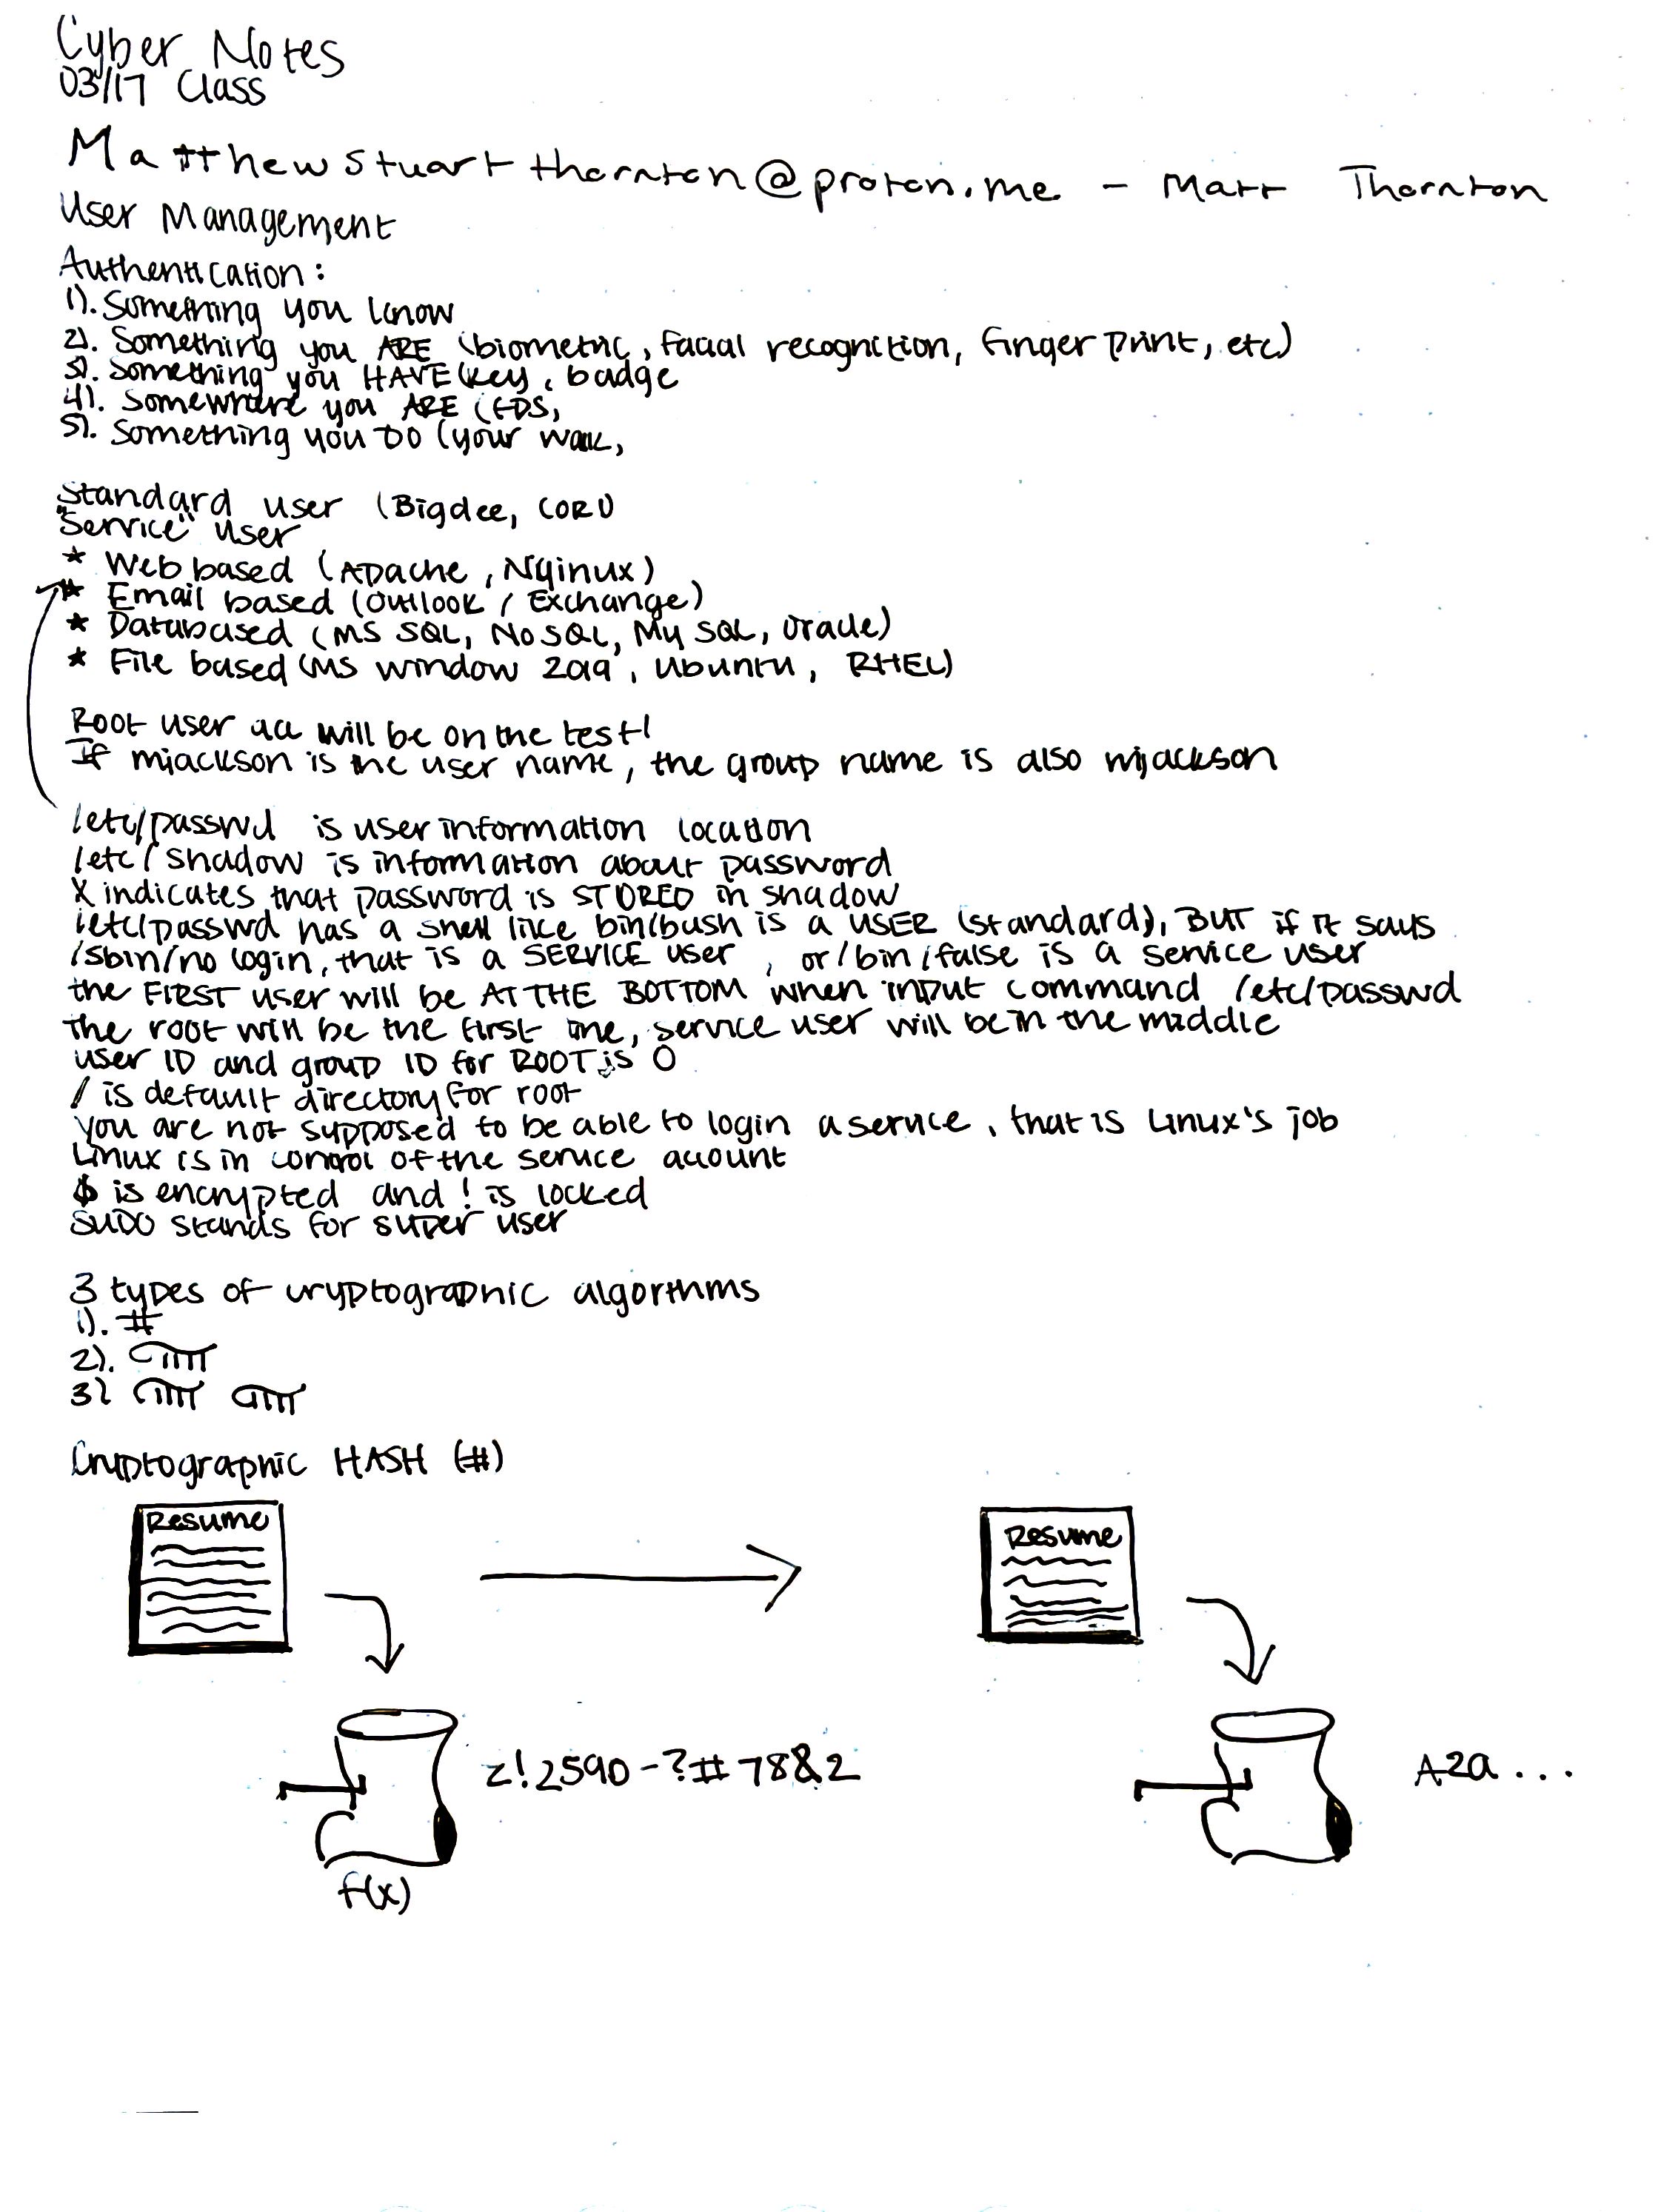 Cyber Notes
03/17 Class
Matthewstuartthornton@proton.me - Matt Thornton
User Management
Authentication:
1). Something you know
2). Something you ARE (biometric, facial recognition, finger print, etc)
3). Something you HAVE (key, badge
4). Somewhere you ARE (
5). Something you DO (your walk,
Standard user (Bigdee, CORI)
"Service" user
* Web based (Apache, Nginux)
* Email based (Outlook / Exchange)
* Databased (MS SQL, NoSQL, My SQL, Oracle)
* File based (MS window 2019, Ubuntu, RHEL)
Root user acc will be on the test!
If mjackson is the user name, the group name is also mjackson
/etc/passwd is user information location
/etc/shadow is information about password
X indicates that password is STORED in shadow
/etc/passwd has a shell like bin/bush is a USER (standard), BUT if it says
/sbin/no login, that is a SERVICE user, or /bin/false is a service user
the FIRST user will be AT THE BOTTOM when input command /etc/passwd
The root will be the first one, service user will be in the middle
user ID and group ID for ROOT is 0
/ is default directory for root
you are not supposed to be able to login a service, that is Linux's job
Linux is in control of the service account
$ is encrypted and ! is locked
SUDO stands for super user
3 types of cryptographic algorithms
1). #
2).
3)
Cryptographic HASH (#)
Resume
Resume
z!2590-?#78&2
A2a...
f(x)